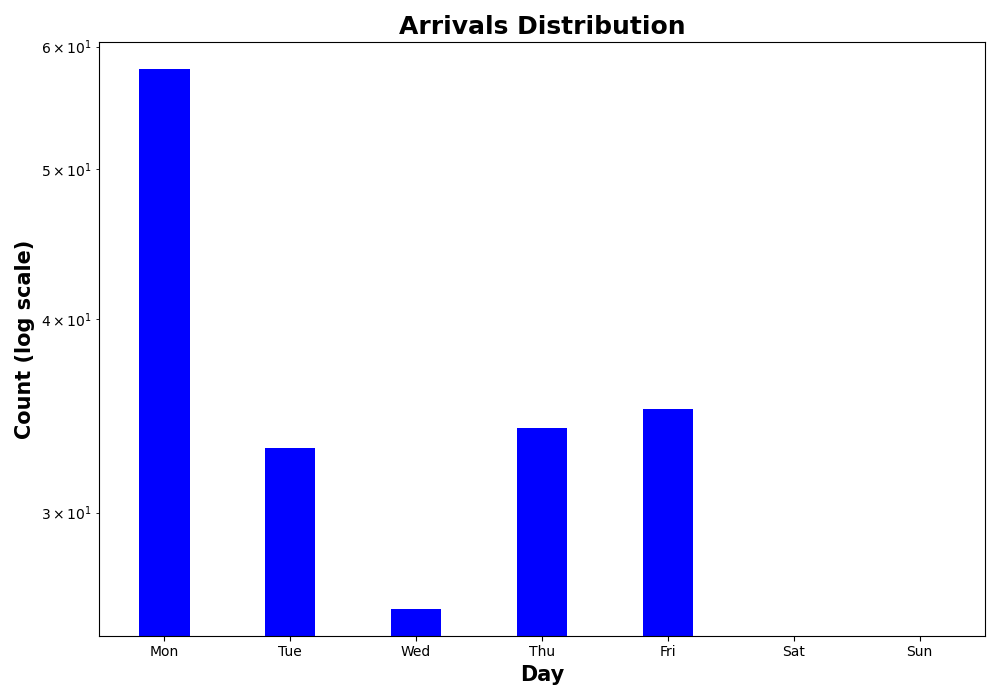 Arrivals Distribution
6 × 10¹
5 × 10¹
4 × 10¹
3 × 10¹
Count (log scale)
Mon Tue Wed Thu Fri Sat Sun
Day